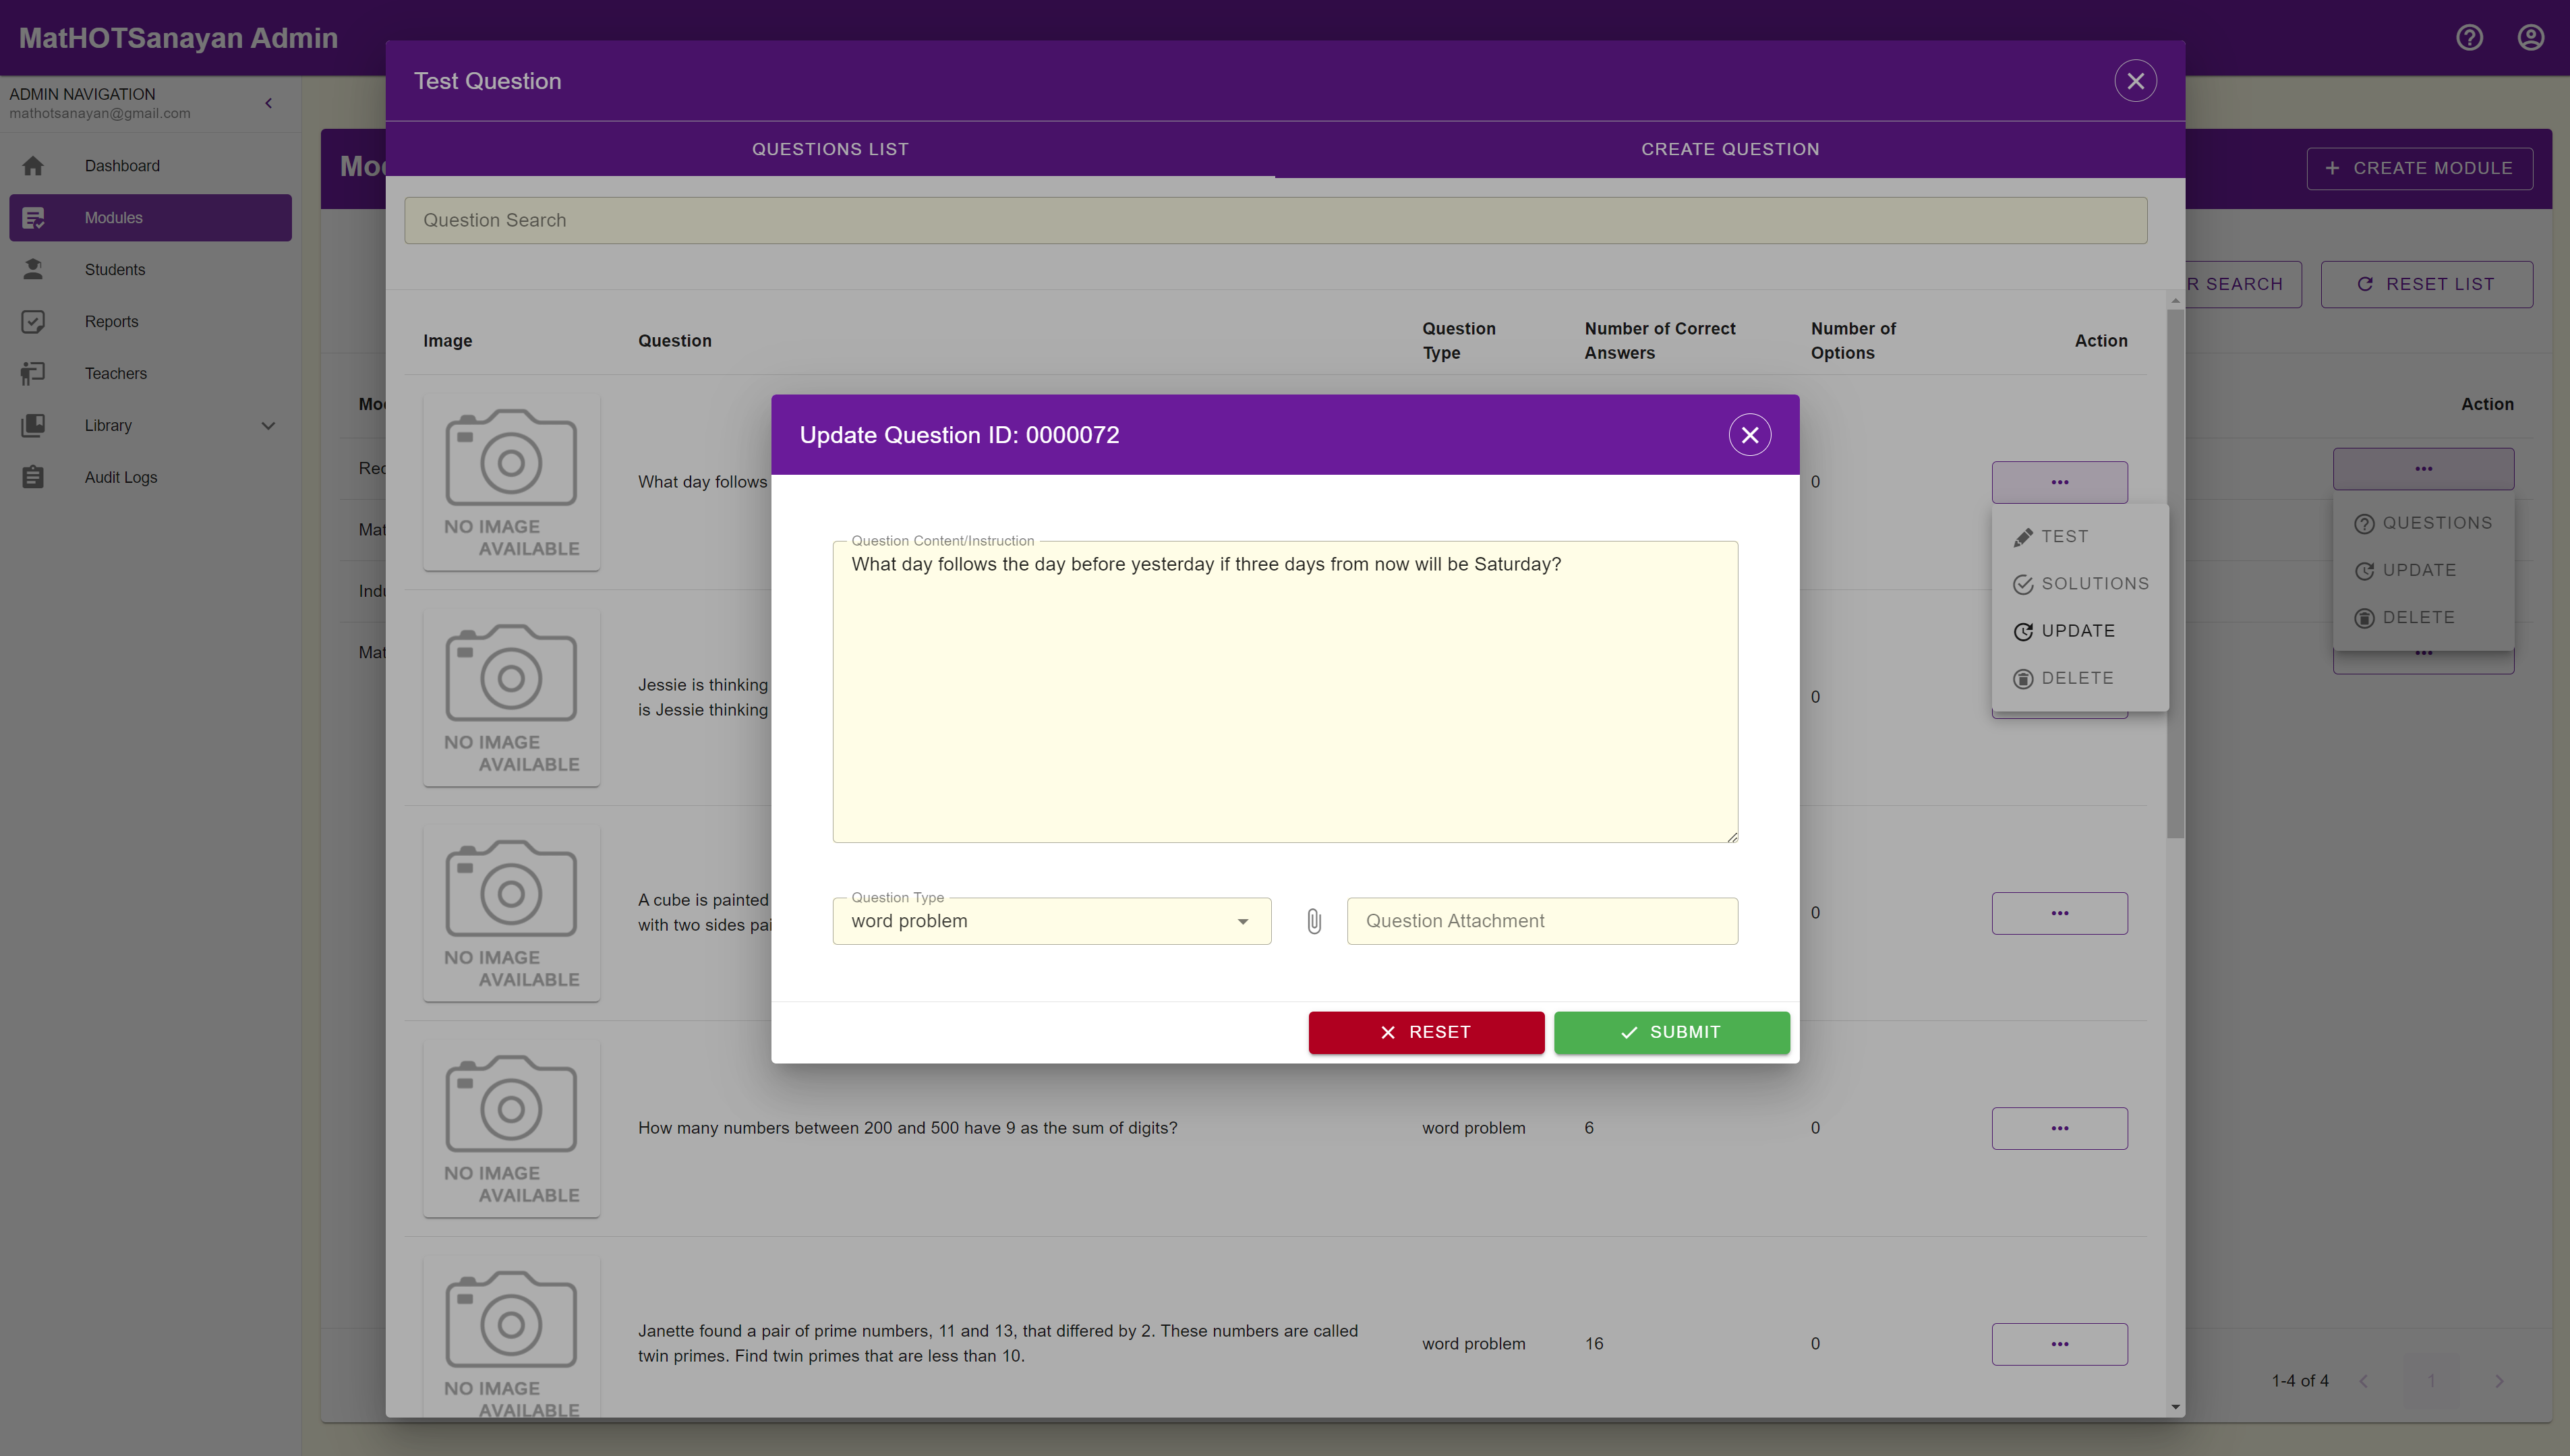 MatHOTSanayan Admin
ADMIN NAVIGATION
mathotsanayan@gmail.com
Dashboard
Modules
Students
Reports
Teachers
Library
Audit Logs
CREATE MODULE
R SEARCH
RESET LIST
Action
QUESTIONS
UPDATE
DELETE
1-4 of 4
1
Test Question
QUESTIONS LIST
CREATE QUESTION
Question Search
Image
Question
Question
Type
Number of Correct
Answers
Number of
Options
Action
NO IMAGE
AVAILABLE
What day follows
0
TEST
SOLUTIONS
UPDATE
DELETE
NO IMAGE
AVAILABLE
Jessie is thinking
is Jessie thinking
0
NO IMAGE
AVAILABLE
A cube is painted
with two sides pai
0
NO IMAGE
AVAILABLE
How many numbers between 200 and 500 have 9 as the sum of digits?
word problem
6
0
NO IMAGE
AVAILABLE
Janette found a pair of prime numbers, 11 and 13, that differed by 2. These numbers are called
twin primes. Find twin primes that are less than 10.
word problem
16
0
Update Question ID: 0000072
Question Content/Instruction
What day follows the day before yesterday if three days from now will be Saturday?
Question Type
word problem
Question Attachment
RESET
SUBMIT